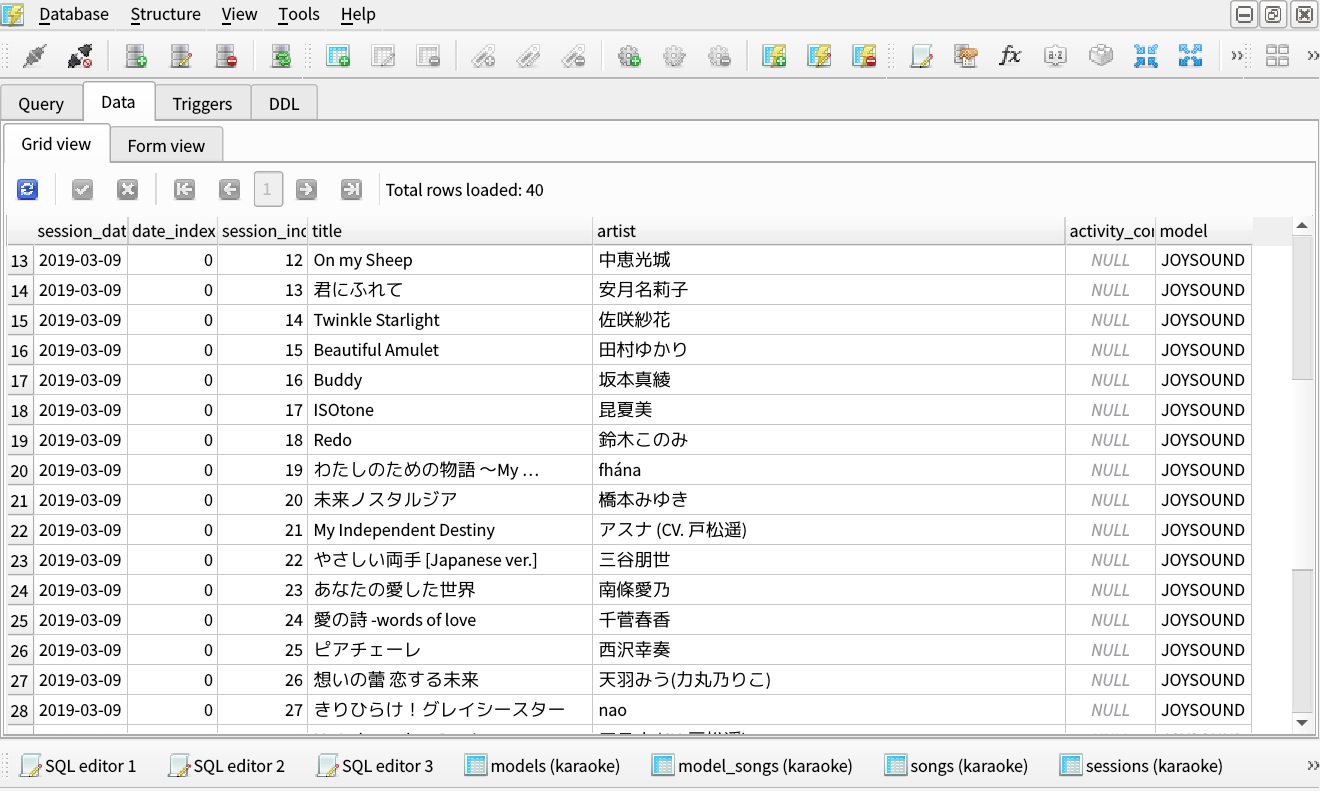 Database Structure View Tools Help
fx
Query Data Triggers DDL
Grid view Form view
1 Total rows loaded: 40
session_dat date_index session_inc title artist activity_cor model
13 2019-03-09 0 12 On my Sheep 中恵光城 NULL JOYSOUND
14 2019-03-09 0 13 君にふれて 安月名莉子 NULL JOYSOUND
15 2019-03-09 0 14 Twinkle Starlight 佐咲紗花 NULL JOYSOUND
16 2019-03-09 0 15 Beautiful Amulet 田村ゆかり NULL JOYSOUND
17 2019-03-09 0 16 Buddy 坂本真綾 NULL JOYSOUND
18 2019-03-09 0 17 ISOtone 昆夏美 NULL JOYSOUND
19 2019-03-09 0 18 Redo 鈴木このみ NULL JOYSOUND
20 2019-03-09 0 19 わたしのための物語 〜My … fhána NULL JOYSOUND
21 2019-03-09 0 20 未来ノスタルジア 橋本みゆき NULL JOYSOUND
22 2019-03-09 0 21 My Independent Destiny アスナ (CV. 戸松遥) NULL JOYSOUND
23 2019-03-09 0 22 やさしい両手 [Japanese ver.] 三谷朋世 NULL JOYSOUND
24 2019-03-09 0 23 あなたの愛した世界 南條愛乃 NULL JOYSOUND
25 2019-03-09 0 24 愛の詩 -words of love 千菅春香 NULL JOYSOUND
26 2019-03-09 0 25 ピアチェーレ 西沢幸奏 NULL JOYSOUND
27 2019-03-09 0 26 想いの蕾 恋する未来 天羽みう(力丸乃りこ) NULL JOYSOUND
28 2019-03-09 0 27 きりひらけ！グレイシースター nao NULL JOYSOUND
SQL editor 1 SQL editor 2 SQL editor 3 models (karaoke) model_songs (karaoke) songs (karaoke) sessions (karaoke)